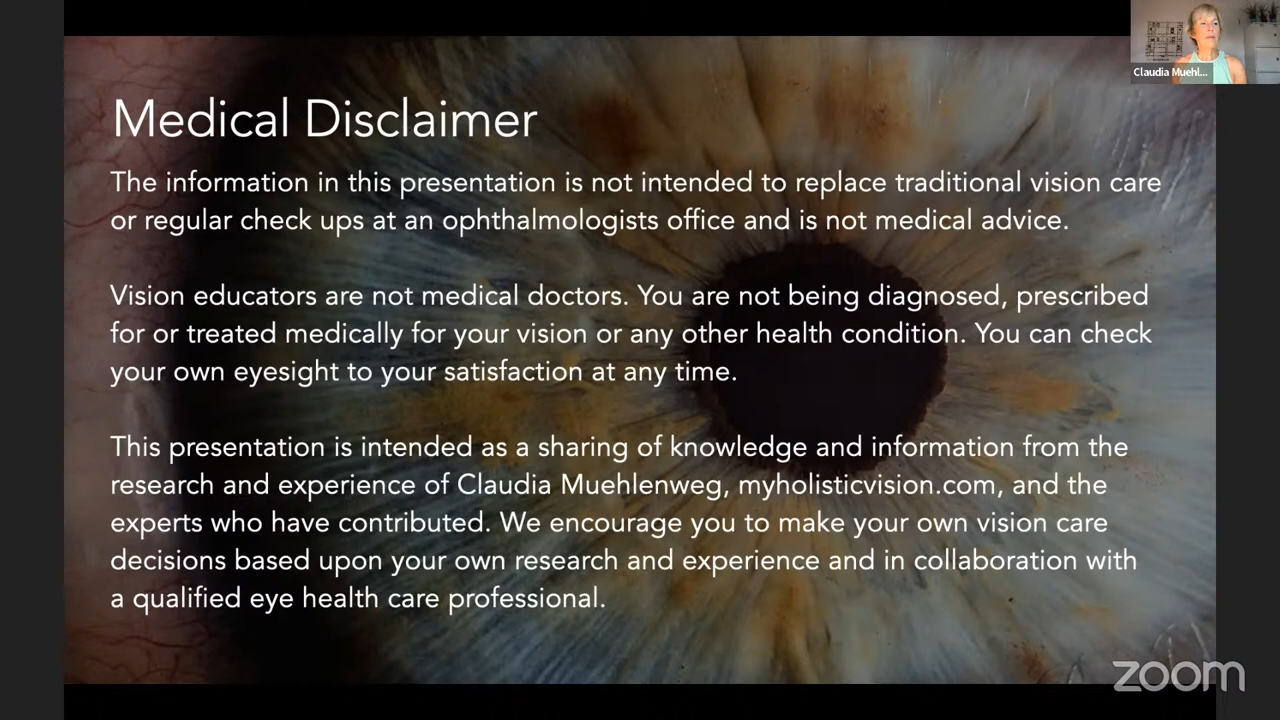 Claudia Muehl...
Medical Disclaimer
The information in this presentation is not intended to replace traditional vision care
or regular check ups at an ophthalmologists office and is not medical advice.
Vision educators are not medical doctors. You are not being diagnosed, prescribed
for or treated medically for your vision or any other health condition. You can check
your own eyesight to your satisfaction at any time.
This presentation is intended as a sharing of knowledge and information from the
research and experience of Claudia Muehlenweg, myholisticvision.com, and the
experts who have contributed. We encourage you to make your own vision care
decisions based upon your own research and experience and in collaboration with
a qualified eye health care professional.
zoom